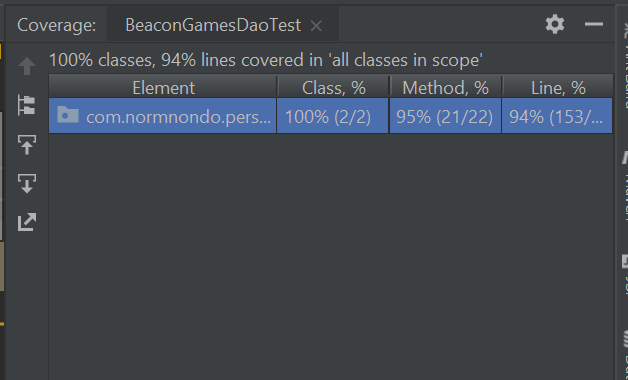 Coverage: BeaconGamesDaoTest
100% classes, 94% lines covered in 'all classes in scope'
Element Class, % Method, % Line, %
com.normnondo.pers... 100% (2/2) 95% (21/22) 94% (153/...